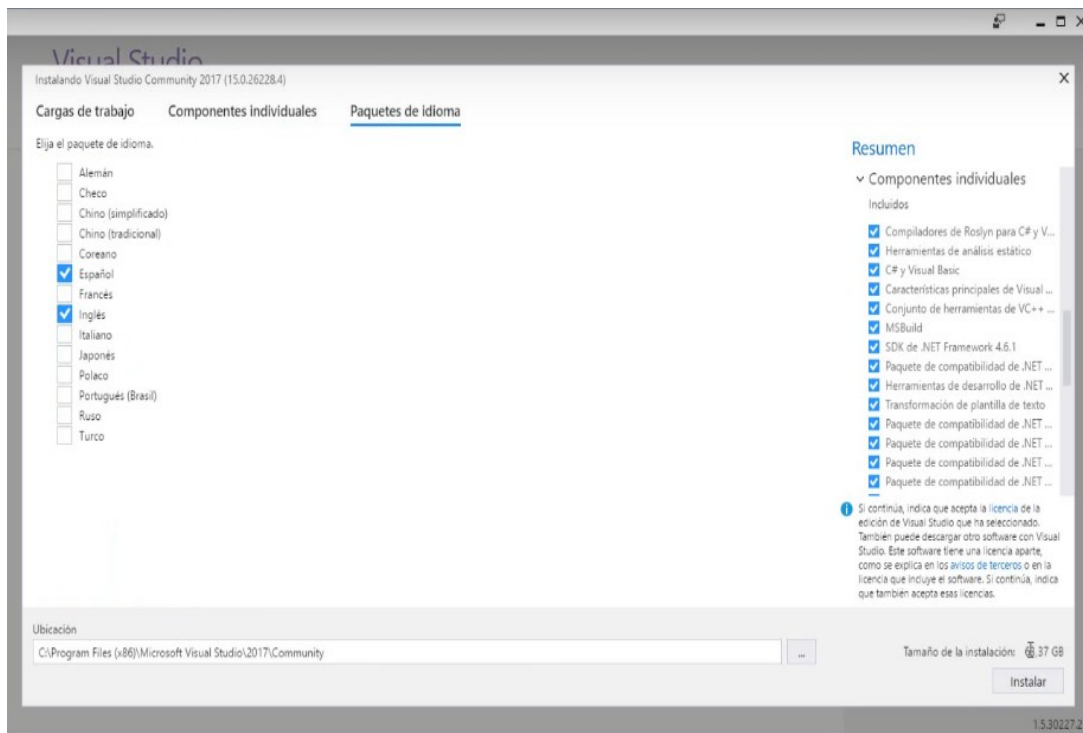 Visual Studio
Instalando Visual Studio Community 2017 (15.0.26228.4)
Cargas de trabajo
Componentes individuales
Paquetes de idioma
Elija el paquete de idioma.
Alemán
Checo
Chino (simplificado)
Chino (tradicional)
Coreano
Español
Francés
Inglés
Italiano
Japonés
Polaco
Portugués (Brasil)
Ruso
Turco
Resumen
Componentes individuales
Incluidos
Compiladores de Roslyn para C# y V...
Herramientas de análisis estático
C# y Visual Basic
Características principales de Visual ...
Conjunto de herramientas de VC++ ...
MSBuild
SDK de .NET Framework 4.6.1
Paquete de compatibilidad de .NET ...
Herramientas de desarrollo de .NET ...
Transformación de plantilla de texto
Paquete de compatibilidad de .NET ...
Paquete de compatibilidad de .NET ...
Paquete de compatibilidad de .NET ...
Paquete de compatibilidad de .NET ...
Si continúa, indica que acepta la licencia de la
edición de Visual Studio que ha seleccionado.
También puede descargar otro software con Visual
Studio. Este software tiene una licencia aparte,
como se explica en los avisos de terceros o en la
licencia que incluye el software. Si continúa, indica
que también acepta esas licencias.
Ubicación
C:\Program Files (x86)\Microsoft Visual Studio\2017\Community
...
Tamaño de la instalación:
GB
Instalar
1.5.30227.2